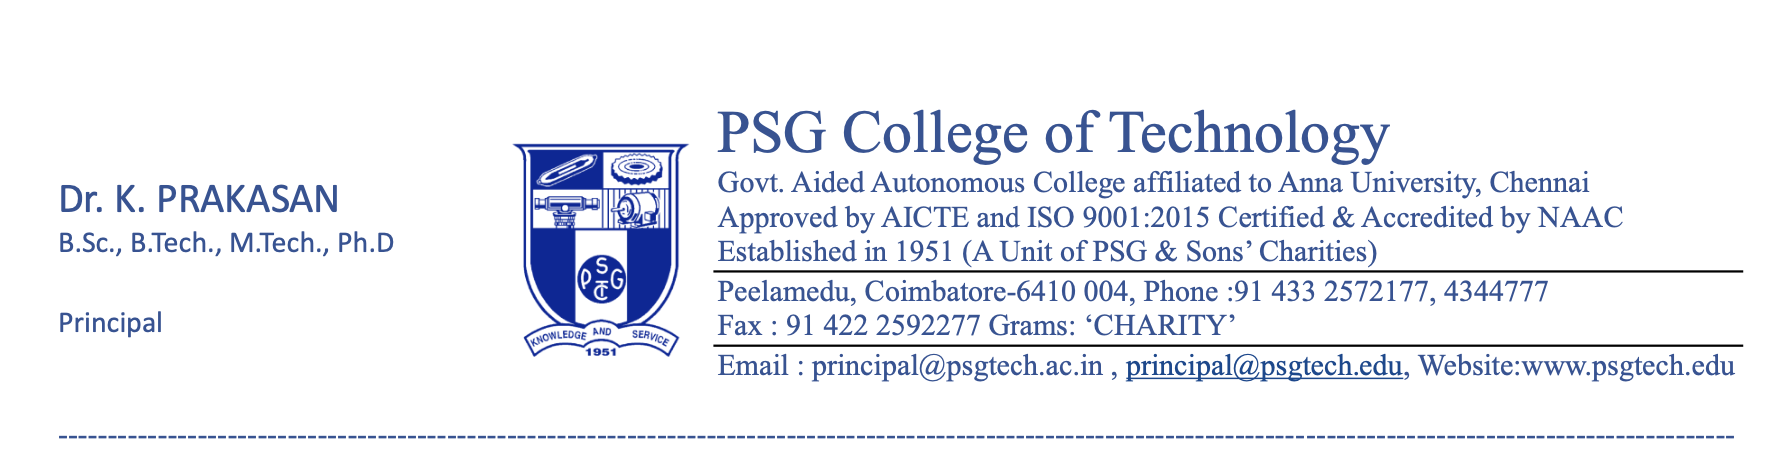 Dr. K. PRAKASAN
B.Sc., B.Tech., M.Tech., Ph.D
Principal
S
P G
TC
KNOWLEDGE AND SERVICE
1951
PSG College of Technology
Govt. Aided Autonomous College affiliated to Anna University, Chennai
Approved by AICTE and ISO 9001:2015 Certified & Accredited by NAAC
Established in 1951 (A Unit of PSG & Sons’ Charities)
Peelamedu, Coimbatore-6410 004, Phone :91 433 2572177, 4344777
Fax : 91 422 2592277 Grams: ‘CHARITY’
Email : principal@psgtech.ac.in , principal@psgtech.edu, Website:www.psgtech.edu